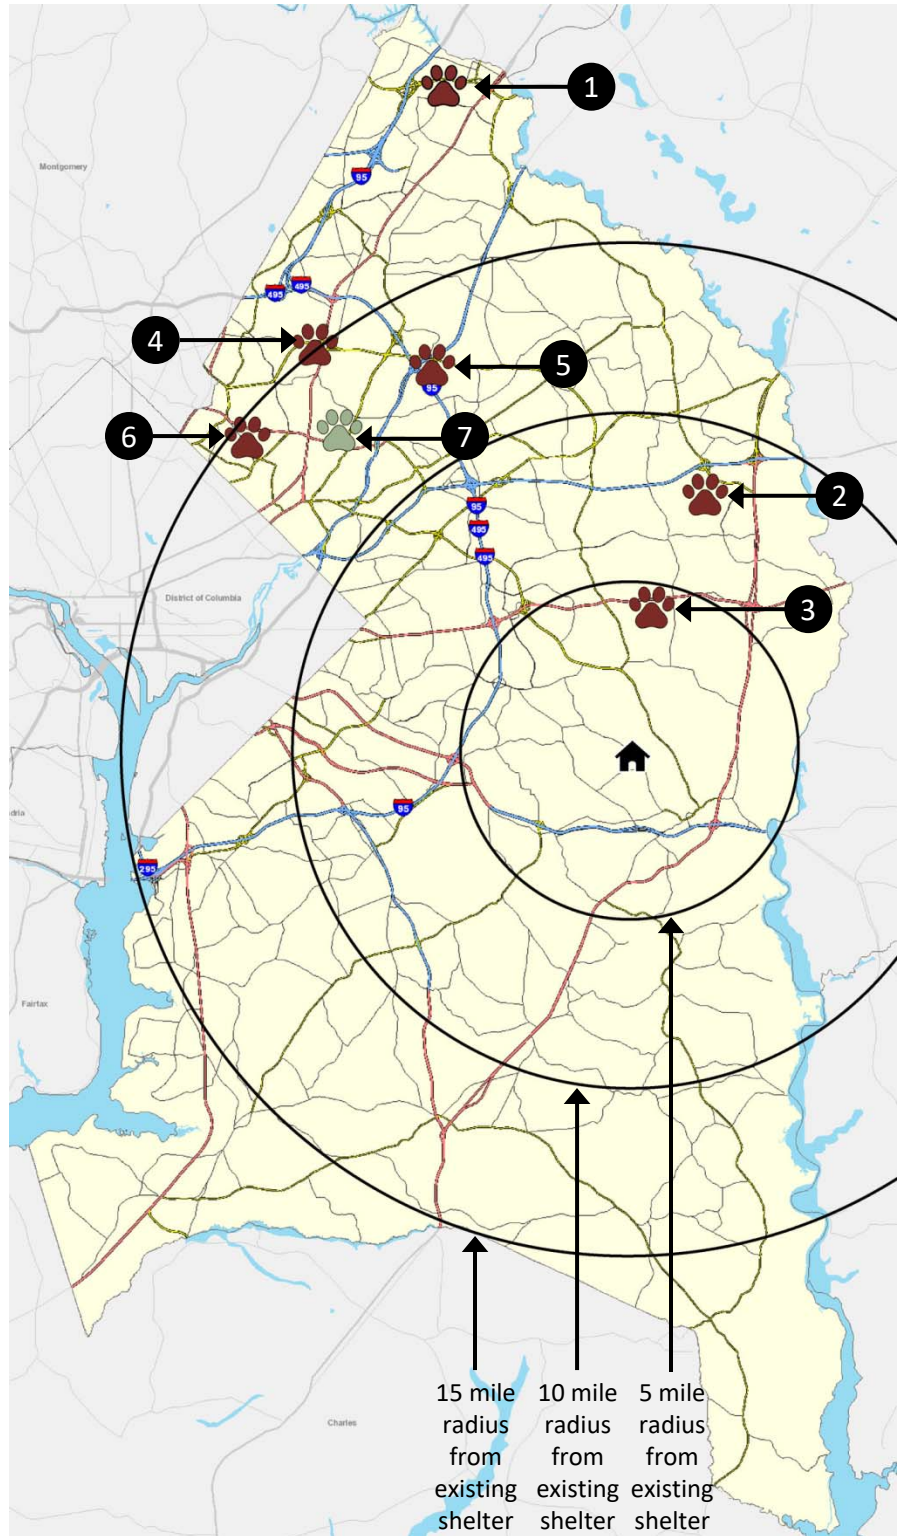 1
Montgomery
95
495
495
4
5
95
6
7
2
95
495
495
District of Columbia
3
95
295
Fairfax
15 mile
radius
from
existing
shelter
10 mile
radius
from
existing
shelter
5 mile
radius
from
existing
shelter
Charles